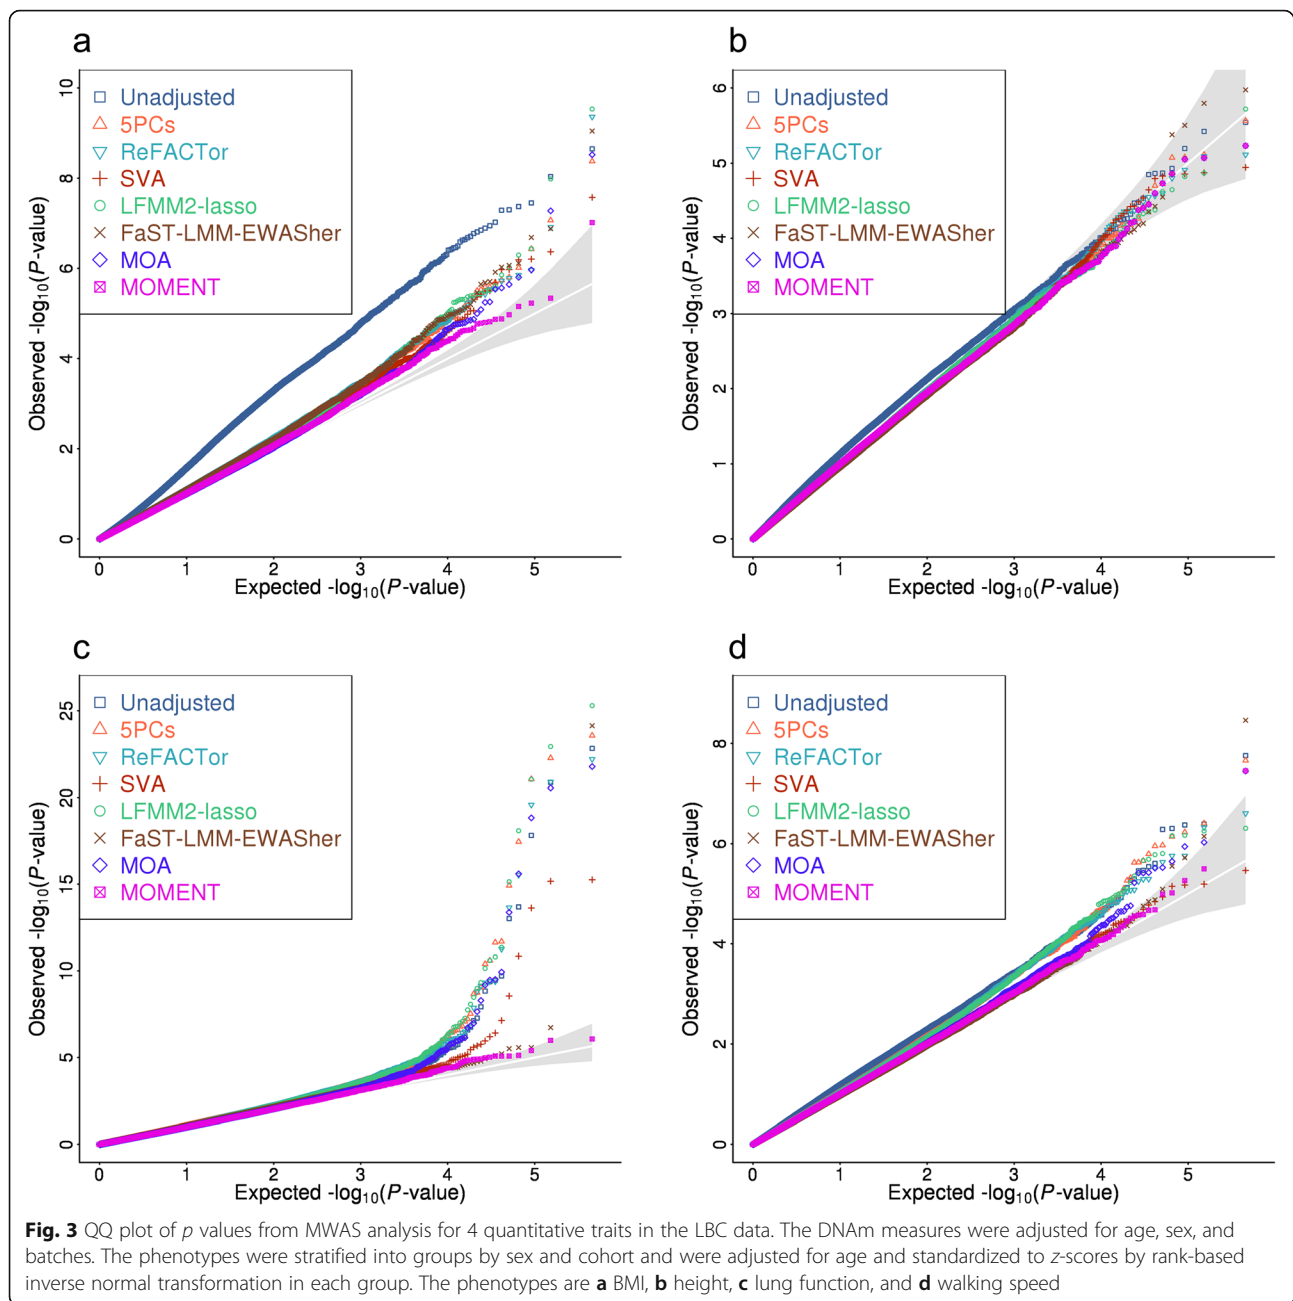 a
10
8
6
4
2
0
Observed -log10(P-value)
Unadjusted
5PCs
ReFACTor
SVA
LFMM2-lasso
FaST-LMM-EWASher
MOA
MOMENT
0 1 2 3 4 5
Expected -log10(P-value)
b
6
5
4
3
2
1
0
Observed -log10(P-value)
Unadjusted
5PCs
ReFACTor
SVA
LFMM2-lasso
FaST-LMM-EWASher
MOA
MOMENT
0 1 2 3 4 5
Expected -log10(P-value)
c
25
20
15
10
5
0
Observed -log10(P-value)
Unadjusted
5PCs
ReFACTor
SVA
LFMM2-lasso
FaST-LMM-EWASher
MOA
MOMENT
0 1 2 3 4 5
Expected -log10(P-value)
d
8
6
4
2
0
Observed -log10(P-value)
Unadjusted
5PCs
ReFACTor
SVA
LFMM2-lasso
FaST-LMM-EWASher
MOA
MOMENT
0 1 2 3 4 5
Expected -log10(P-value)
Fig. 3 QQ plot of p values from MWAS analysis for 4 quantitative traits in the LBC data. The DNAm measures were adjusted for age, sex, and
batches. The phenotypes were stratified into groups by sex and cohort and were adjusted for age and standardized to z-scores by rank-based
inverse normal transformation in each group. The phenotypes are a BMI, b height, c lung function, and d walking speed